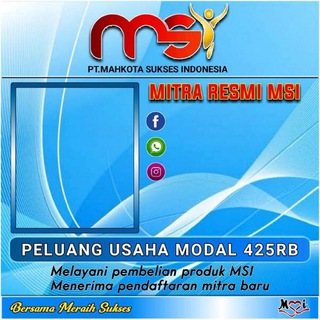 msi
PT.MAHKOTA SUKSES INDONESIA
MITRA RESMI MSI
PELUANG USAHA MODAL 425RB
Melayani pembelian produk MSI
Menerima pendaftaran mitra baru
Bersama Meraih Sukses